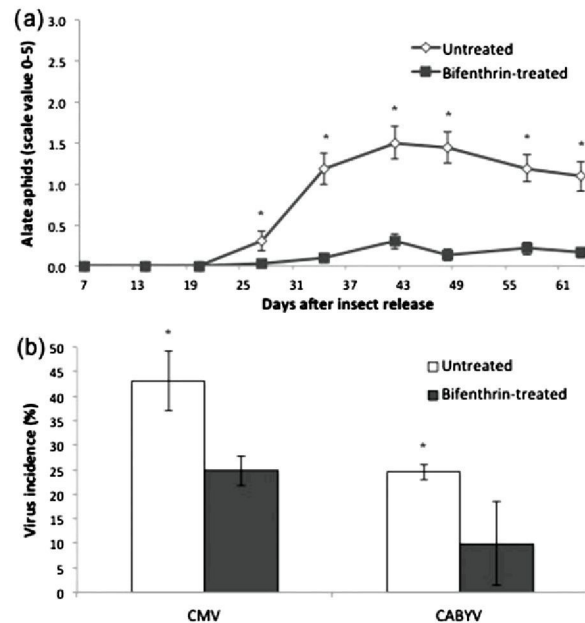 (a)
3.0
2.5
2.0
1.5
1.0
0.5
0.0
Alate aphids (scale value 0-5)
Untreated
Bifenthrin-treated
*
*
*
*
*
*
7 13 19 25 31 37 43 49 55 61
Days after insect release
(b)
50
45
40
35
30
25
20
15
10
5
0
Virus incidence (%)
Untreated
Bifenthrin-treated
*
*
CMV CABYV